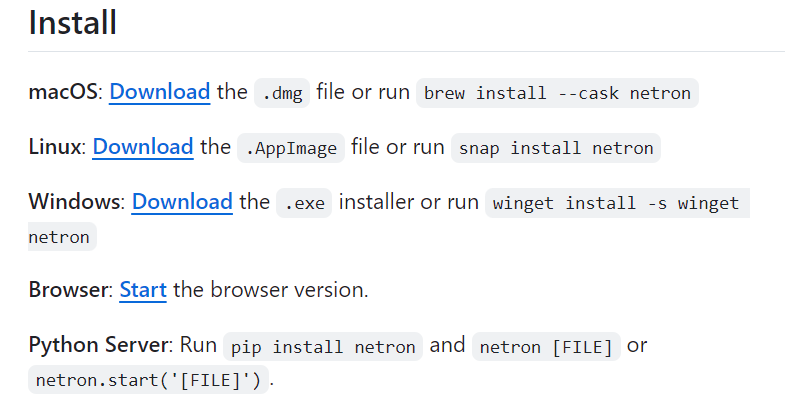 Install
macOS: Download the .dmg file or run brew install --cask netron
Linux: Download the .AppImage file or run snap install netron
Windows: Download the .exe installer or run winget install -s winget
netron
Browser: Start the browser version.
Python Server: Run pip install netron and netron [FILE] or
netron.start('[FILE]').